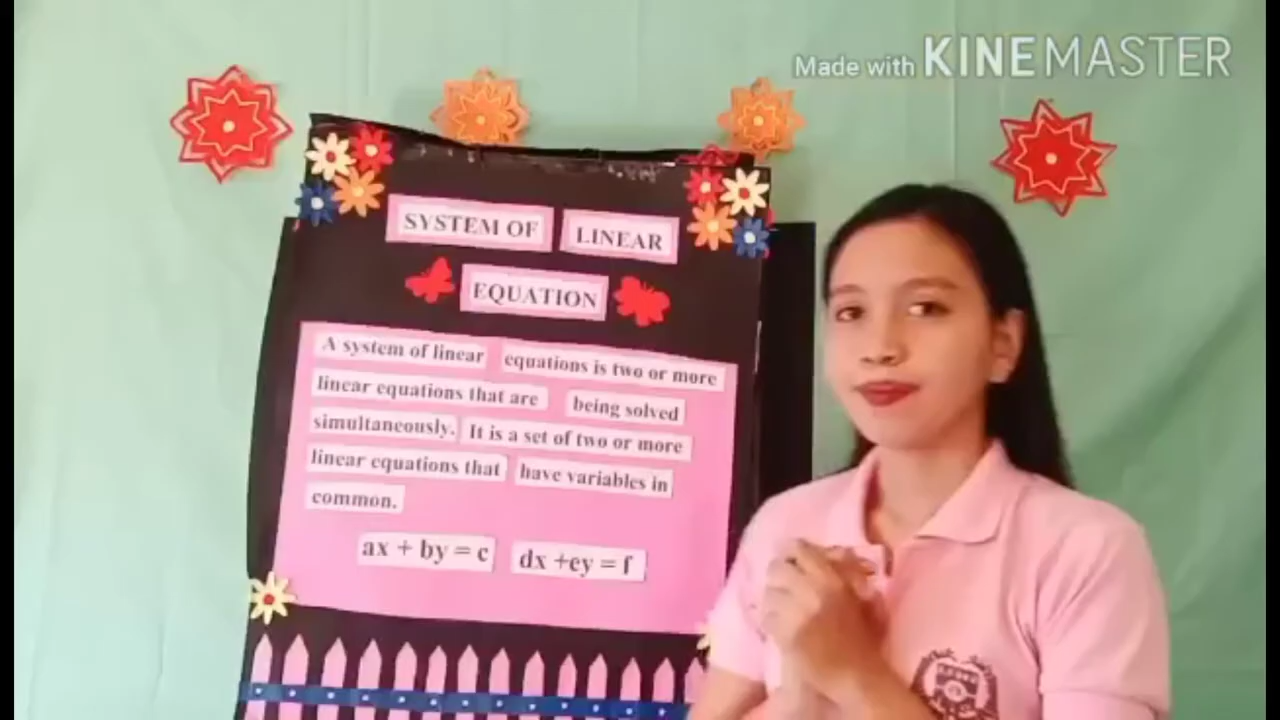 Made with KINEMASTER
SYSTEM OF LINEAR
EQUATION
A system of linear equations is two or more
linear equations that are being solved
simultaneously. It is a set of two or more
linear equations that have variables in
common.
ax + by = c dx +ey = f